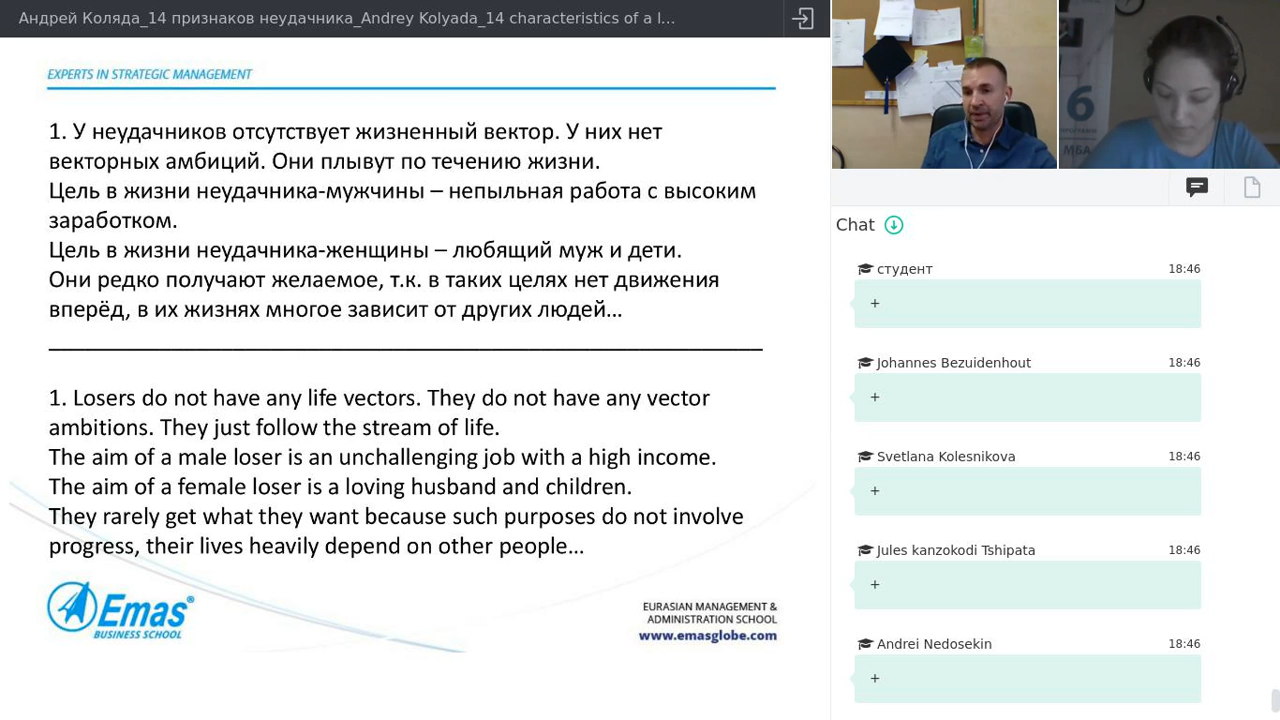 Андрей Коляда_14 признаков неудачника_Andrey Kolyada_14 characteristics of a l...
EXPERTS IN STRATEGIC MANAGEMENT
1. У неудачников отсутствует жизненный вектор. У них нет
векторных амбиций. Они плывут по течению жизни.
Цель в жизни неудачника-мужчины – непыльная работа с высоким
заработком.
Цель в жизни неудачника-женщины – любящий муж и дети.
Они редко получают желаемое, т.к. в таких целях нет движения
вперёд, в их жизнях многое зависит от других людей…
1. Losers do not have any life vectors. They do not have any vector
ambitions. They just follow the stream of life.
The aim of a male loser is an unchallenging job with a high income.
The aim of a female loser is a loving husband and children.
They rarely get what they want because such purposes do not involve
progress, their lives heavily depend on other people…
Emas®
BUSINESS SCHOOL
EURASIAN MANAGEMENT &
ADMINISTRATION SCHOOL
www.emasglobe.com
6
МБА
Chat
студент 18:46
+
Johannes Bezuidenhout 18:46
+
Svetlana Kolesnikova 18:46
+
Jules kanzokodi Tshipata 18:46
+
Andrei Nedosekin 18:46
+